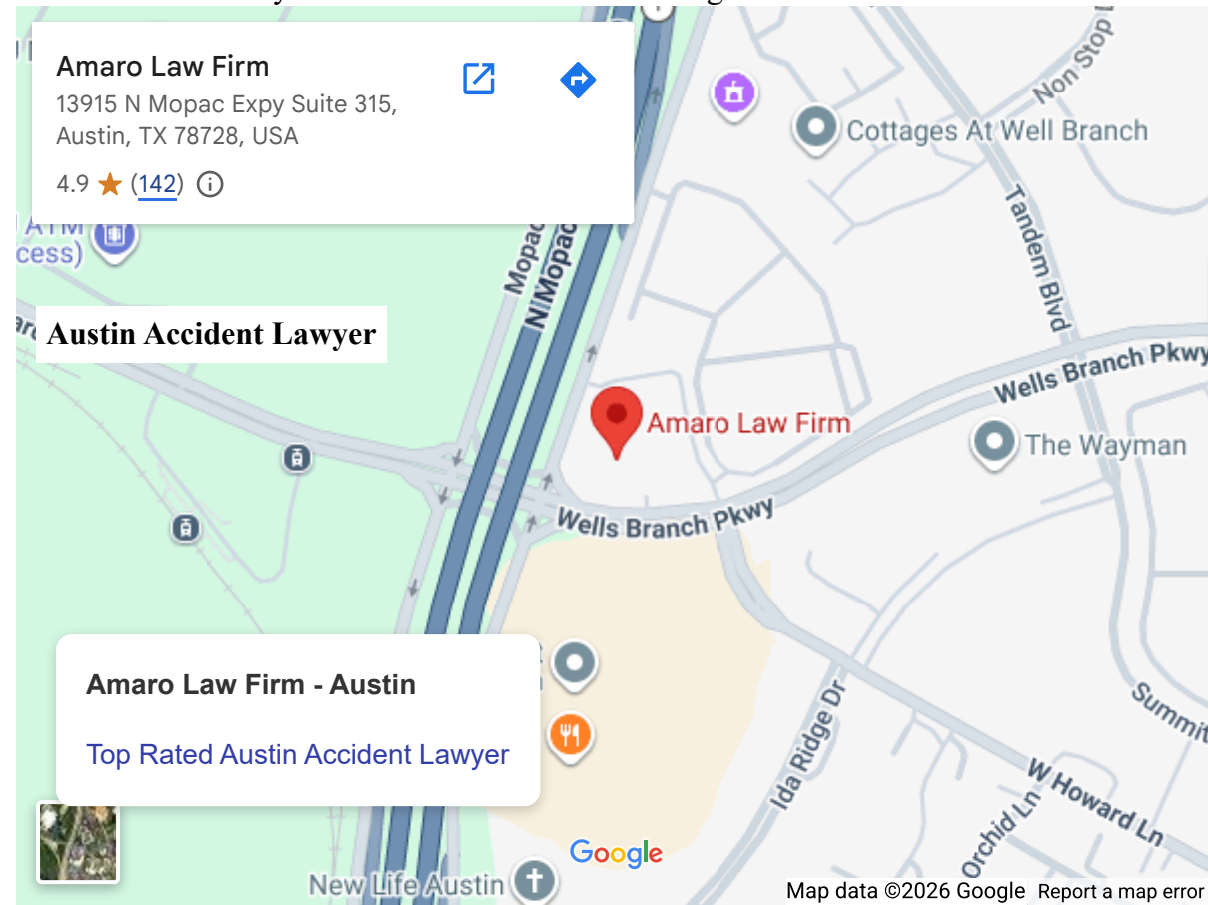 Amaro Law Firm
13915 N Mopac Expy Suite 315,
Austin, TX 78728, USA
4.9 ★ (142)
Non Stop
Cottages At Well Branch
ATM
cess)
Mopac
N Mopac
Tandem Blvd
Austin Accident Lawyer
Wells Branch Pkwy
Amaro Law Firm
The Wayman
Wells Branch Pkwy
Amaro Law Firm - Austin
Top Rated Austin Accident Lawyer
Ida Ridge Dr
Summit
W Howard Ln
Orchid Ln
Google
New Life Austin
Map data ©2026 Google
Report a map error